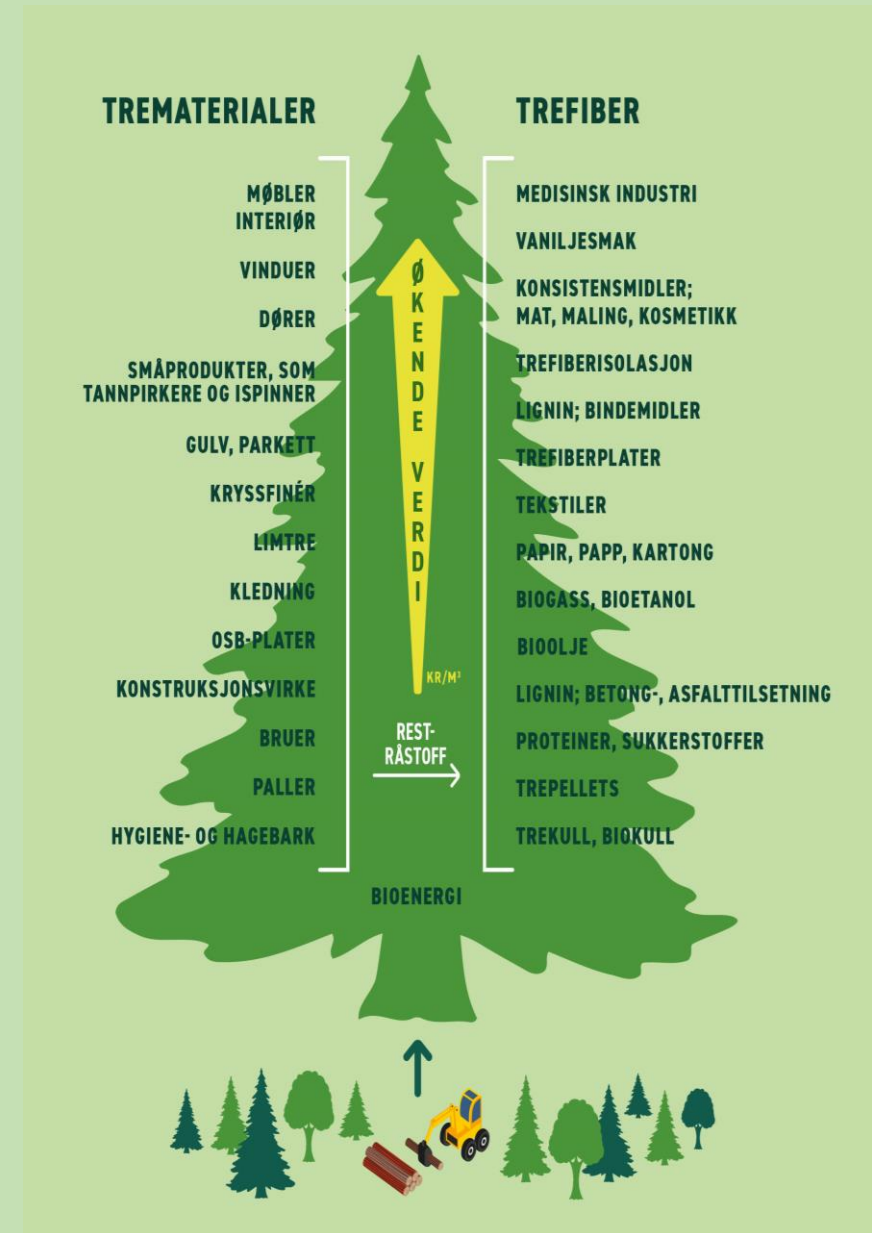 TREMATERIALER
MØBLER
INTERIØR
VINDUER
DØRER
SMÅPRODUKTER, SOM
TANNPIRKERE OG ISPINNER
GULV, PARKETT
KRYSSFINÉR
LIMTRE
KLEDNING
OSB-PLATER
KONSTRUKSJONSVIRKE
BRUER
PALLER
HYGIENE- OG HAGEBARK
ØKENDE VERDI
KR/M³
REST-
RÅSTOFF
BIOENERGI
TREFIBER
MEDISINSK INDUSTRI
VANILJESMAK
KONSISTENSMIDLER;
MAT, MALING, KOSMETIKK
TREFIBERISOLASJON
LIGNIN; BINDEMIDLER
TREFIBERPLATER
TEKSTILER
PAPIR, PAPP, KARTONG
BIOGASS, BIOETANOL
BIOOLJE
LIGNIN; BETONG-, ASFALTTILSETNING
PROTEINER, SUKKERSTOFFER
TREPELLETS
TREKULL, BIOKULL